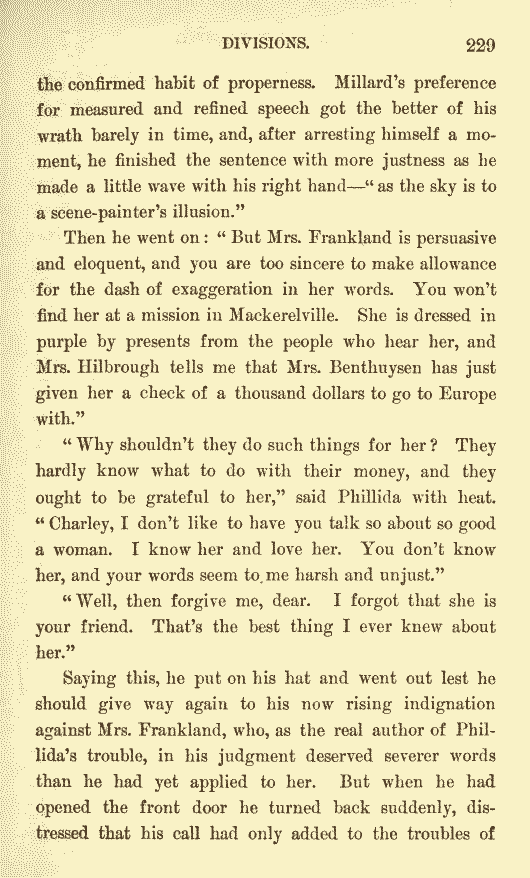 DIVISIONS. 229
the confirmed habit of properness. Millard's preference
for measured and refined speech got the better of his
wrath barely in time, and, after arresting himself a mo-
ment, he finished the sentence with more justness as he
made a little wave with his right hand—“ as the sky is to
a scene-painter's illusion.”
Then he went on : “ But Mrs. Frankland is persuasive
and eloquent, and you are too sincere to make allowance
for the dash of exaggeration in her words. You won't
find her at a mission in Mackerelville. She is dressed in
purple by presents from the people who hear her, and
Mrs. Hilbrough tells me that Mrs. Benthuysen has just
given her a check of a thousand dollars to go to Europe
with.”
“ Why shouldn't they do such things for her ? They
hardly know what to do with their money, and they
ought to be grateful to her,” said Phillida with heat.
“ Charley, I don't like to have you talk so about so good
a woman. I know her and love her. You don't know
her, and your words seem to me harsh and unjust.”
“ Well, then forgive me, dear. I forgot that she is
your friend. That's the best thing I ever knew about
her.”
Saying this, he put on his hat and went out lest he
should give way again to his now rising indignation
against Mrs. Frankland, who, as the real author of Phil-
lida's trouble, in his judgment deserved severer words
than he had yet applied to her. But when he had
opened the front door he turned back suddenly, dis-
tressed that his call had only added to the troubles of